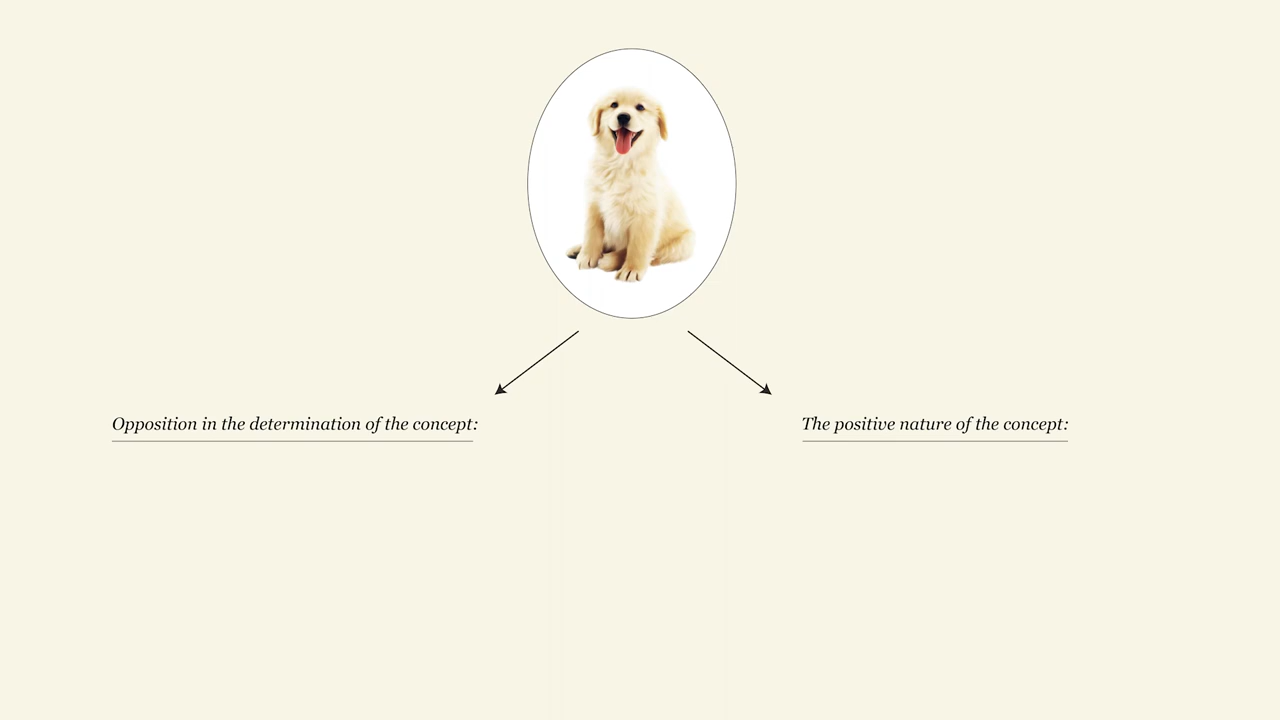 Opposition in the determination of the concept:
The positive nature of the concept: